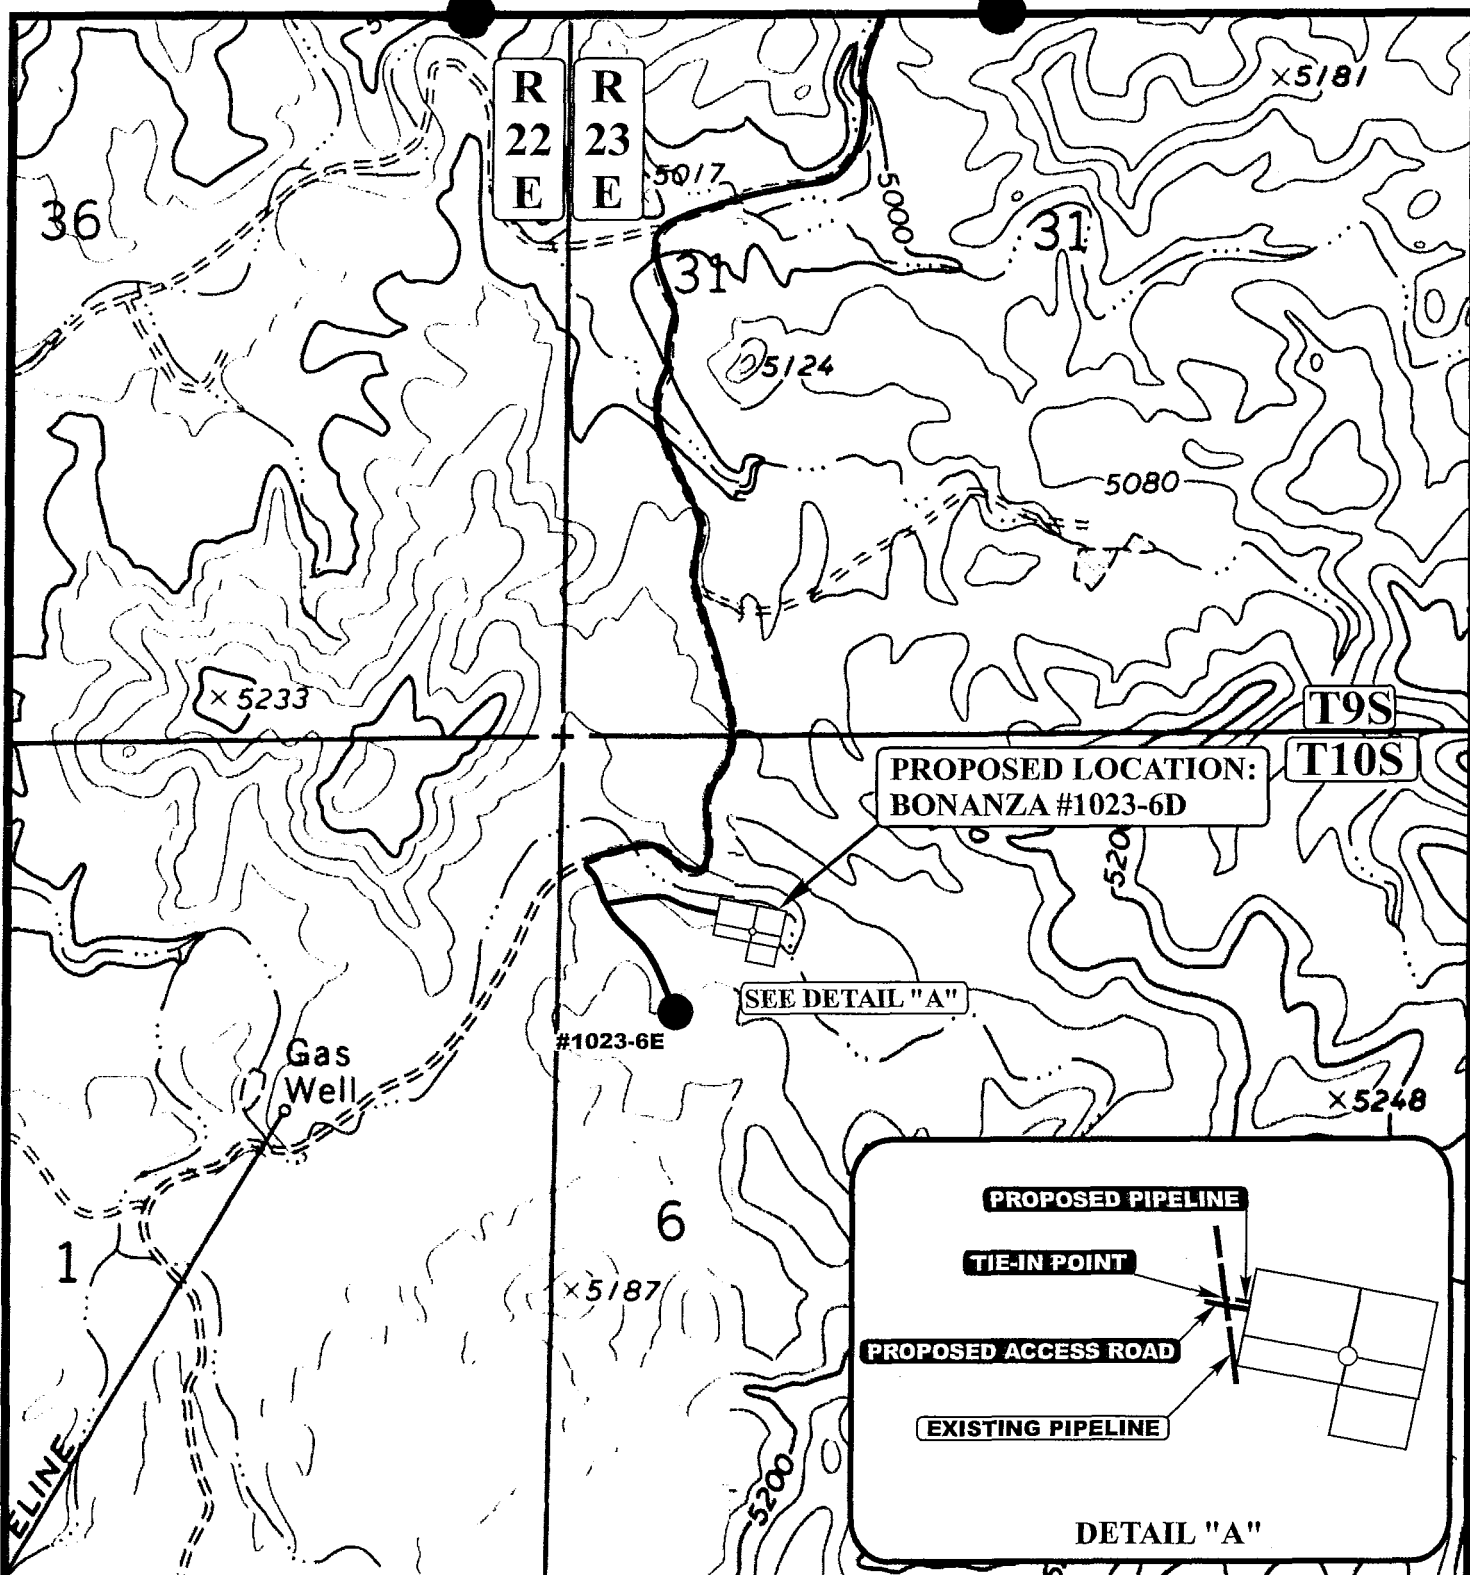 R
22
E
R
23
E
5181
5017
36
5000
31
31
5124
5080
5233
T9S
T10S
PROPOSED LOCATION:
BONANZA #1023-6D
5200
SEE DETAIL "A"
#1023-6E
Gas
Well
5248
PROPOSED PIPELINE
6
TIE-IN POINT
1
5187
PROPOSED ACCESS ROAD
EXISTING PIPELINE
ELINE
5200
DETAIL "A"